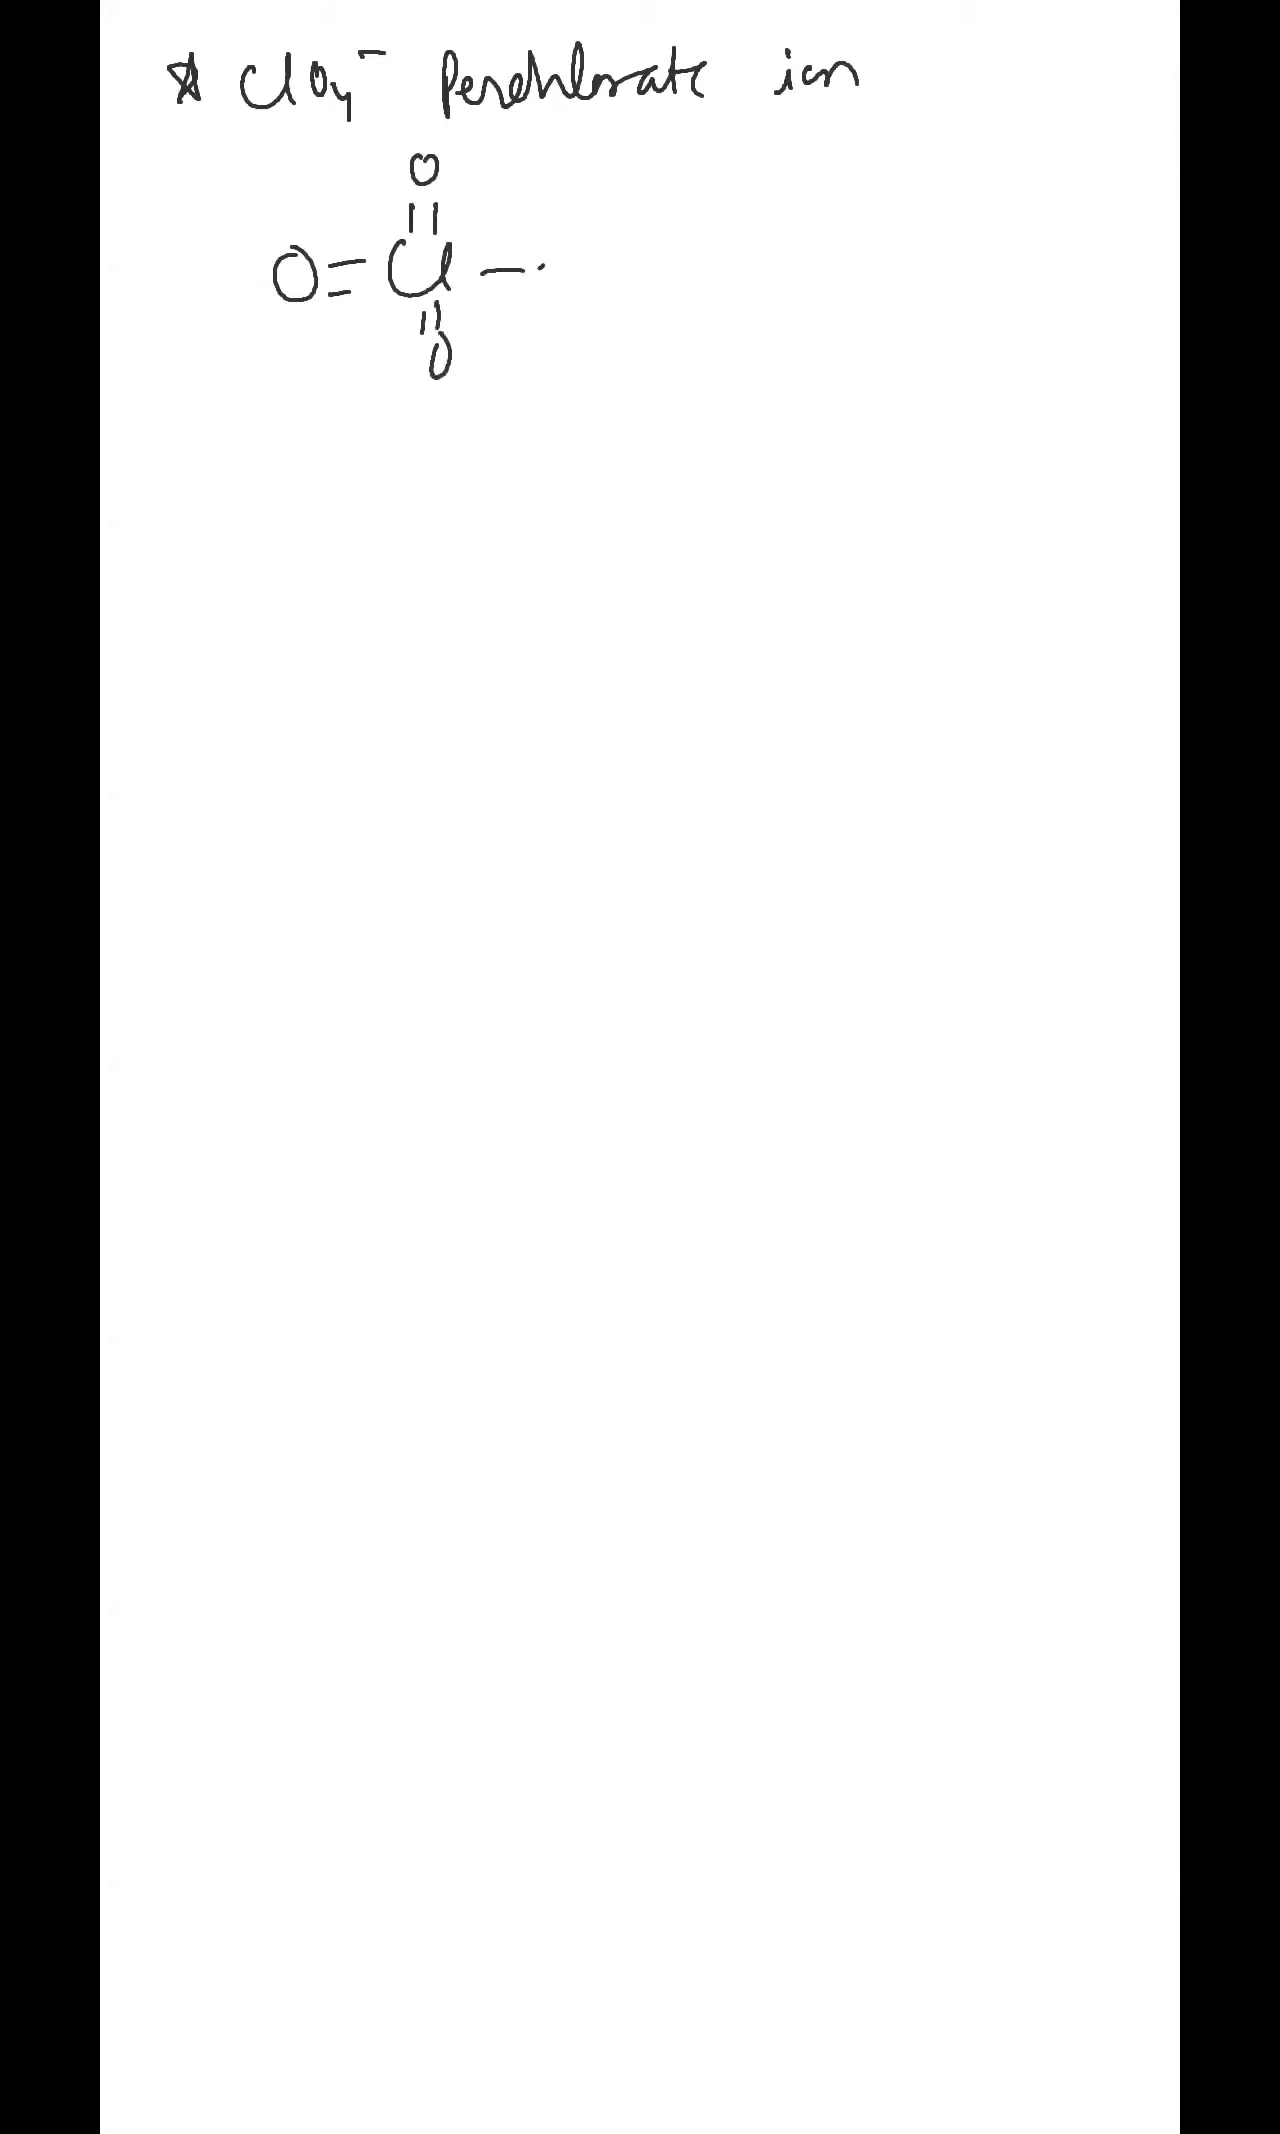 * ClO₄⁻ Perchlorate ion
O
||
O = Cl — ·
||
O